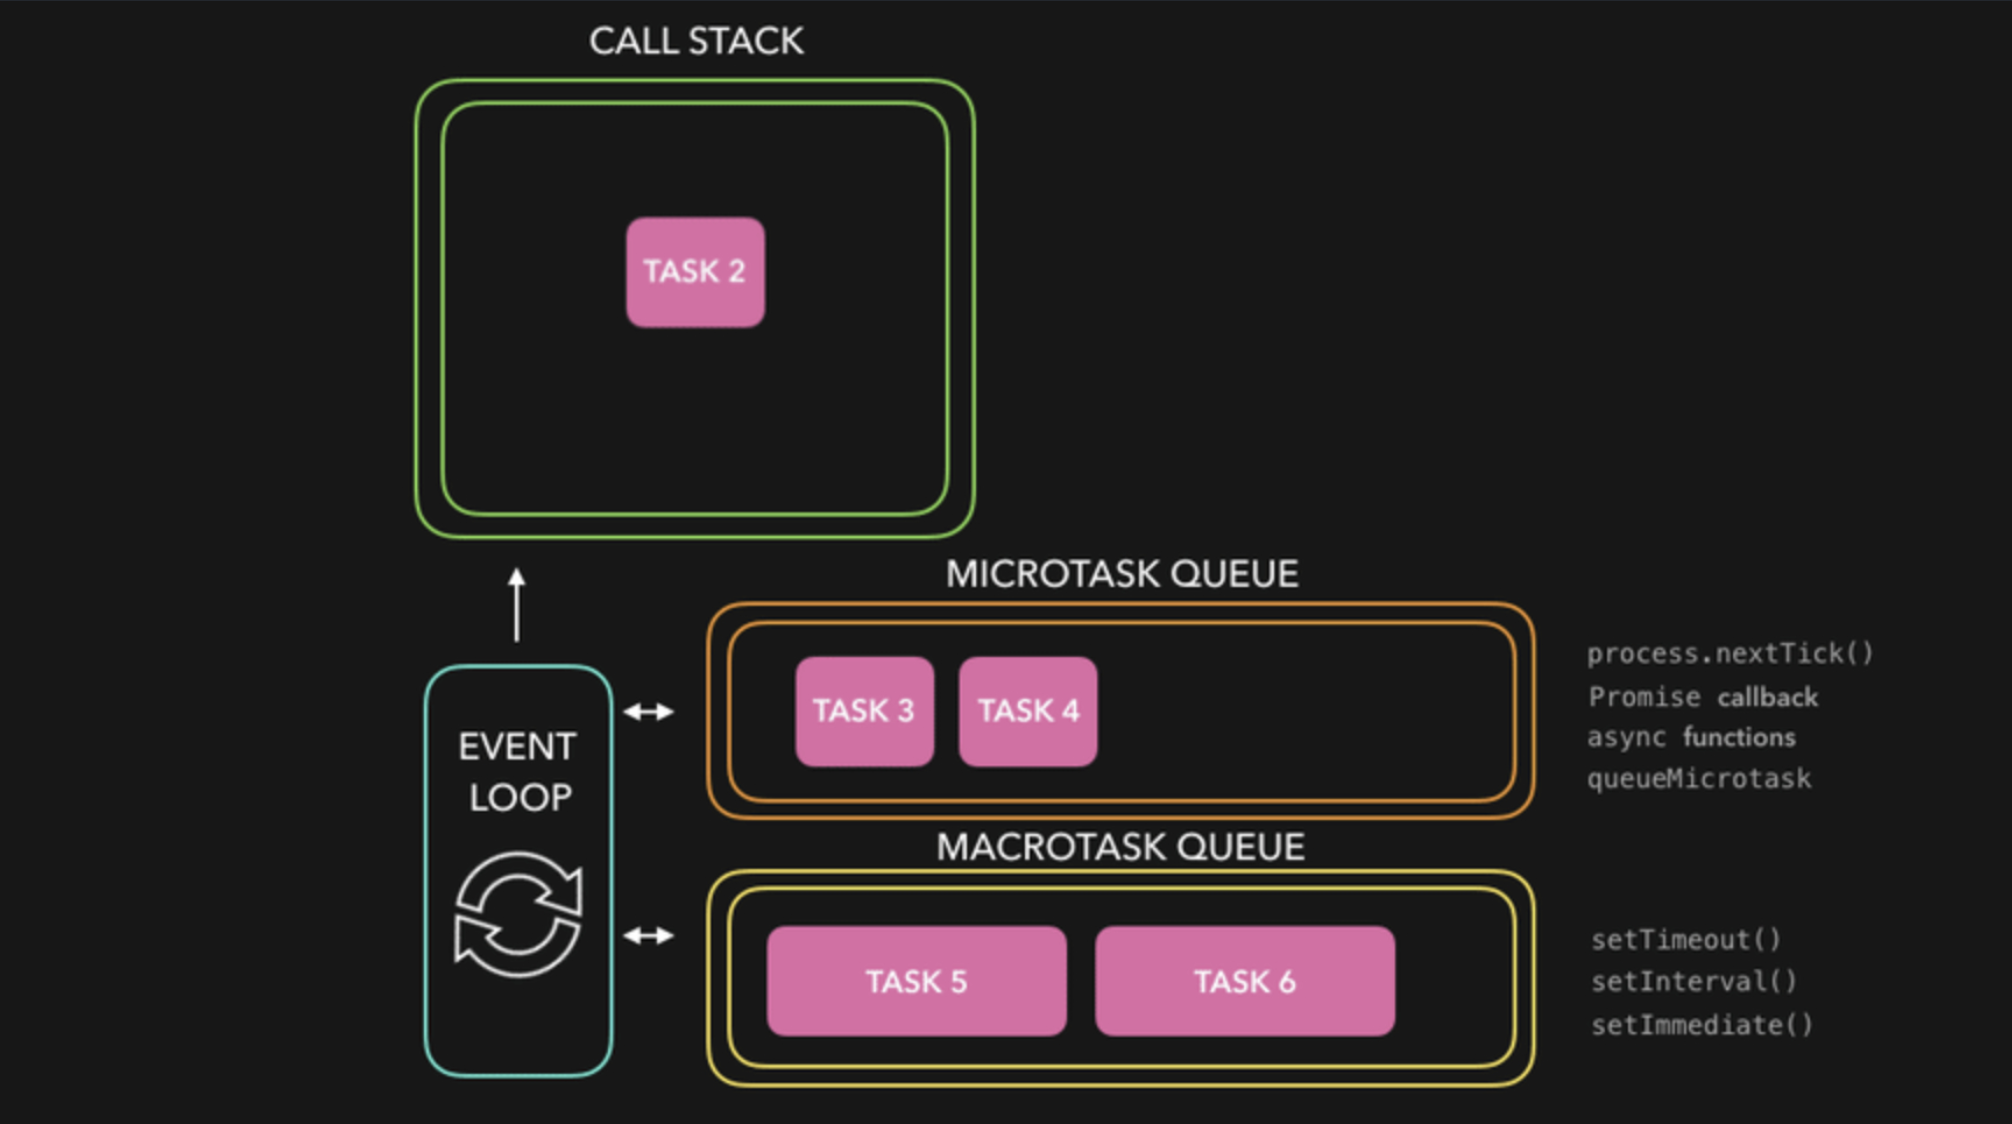 CALL STACK
TASK 2
MICROTASK QUEUE
TASK 3
TASK 4
process.nextTick()
Promise callback
async functions
queueMicrotask
EVENT
LOOP
MACROTASK QUEUE
TASK 5
TASK 6
setTimeout()
setInterval()
setImmediate()